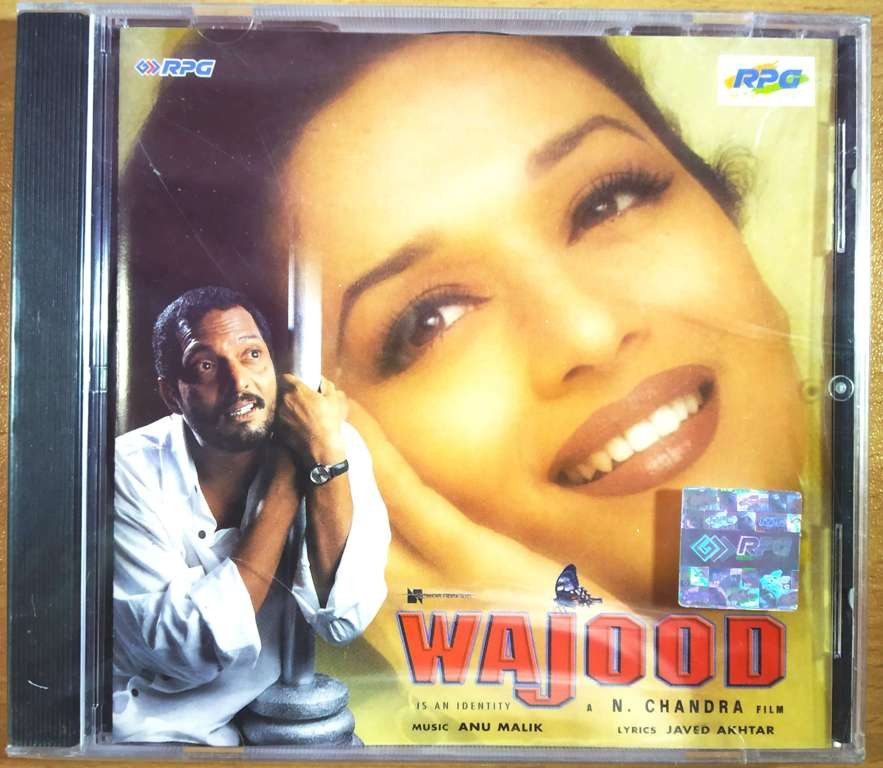 RPG
RPG
RPG
WAJOOD
IS AN IDENTITY
A N. CHANDRA FILM
MUSIC ANU MALIK
LYRICS JAVED AKHTAR